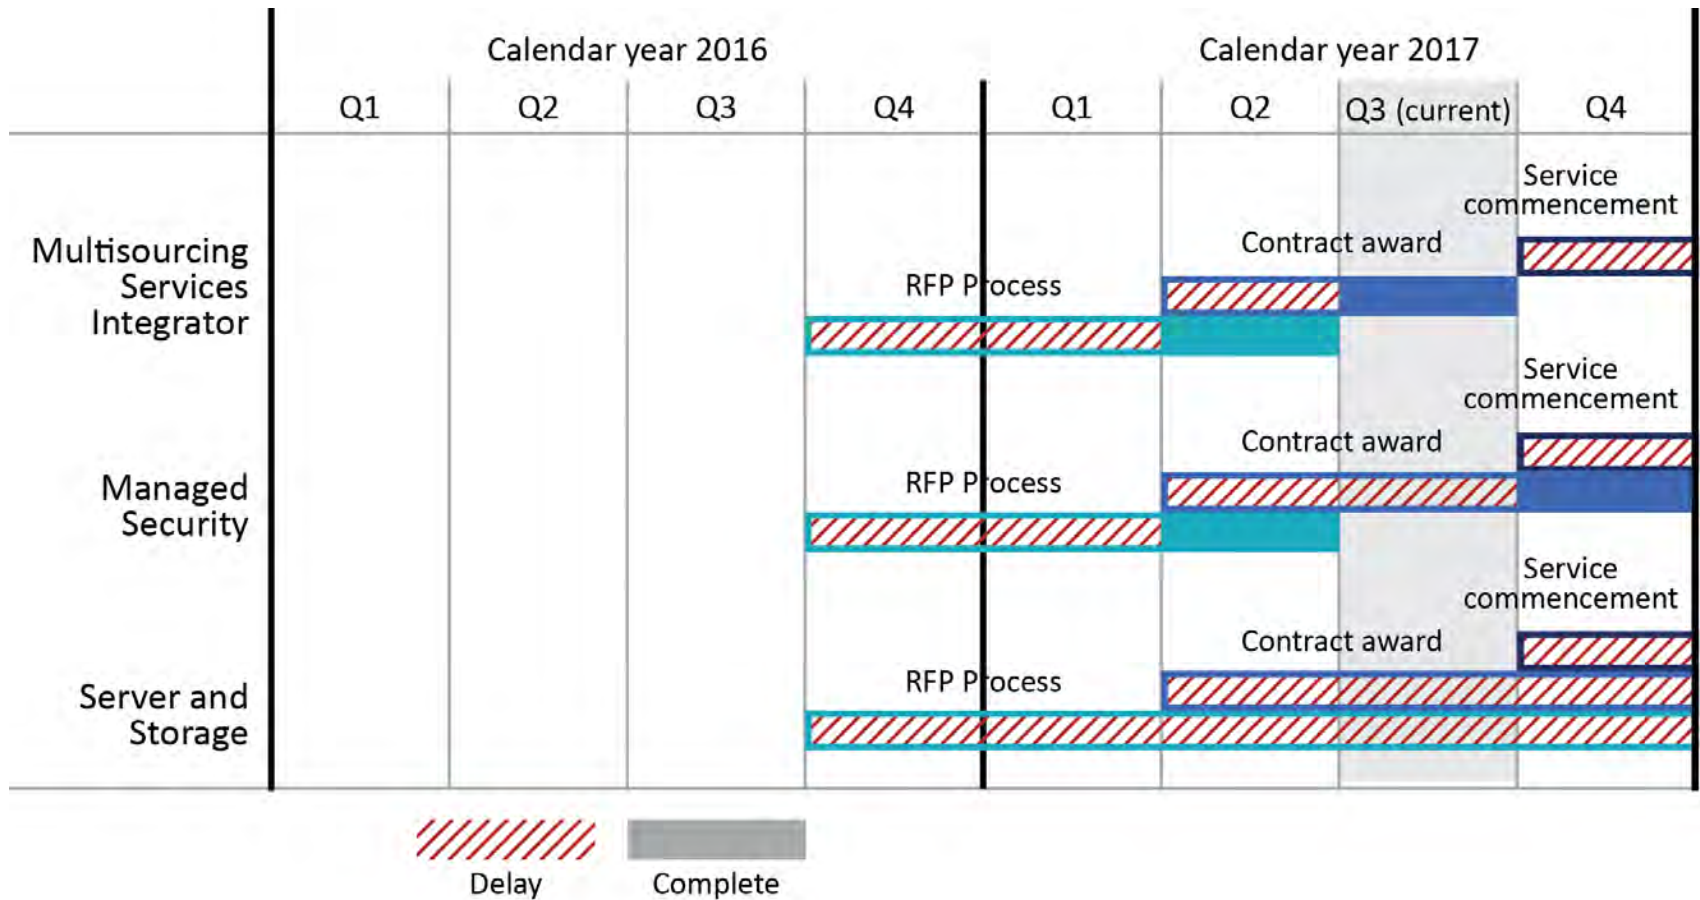 Calendar year 2016
Calendar year 2017
Q1
Q2
Q3
Q4
Q1
Q2
Q3 (current)
Q4
Multisourcing
Services
Integrator
RFP Process
Contract award
Service
commencement
Managed
Security
RFP Process
Contract award
Service
commencement
Server and
Storage
RFP Process
Contract award
Service
commencement
Delay
Complete